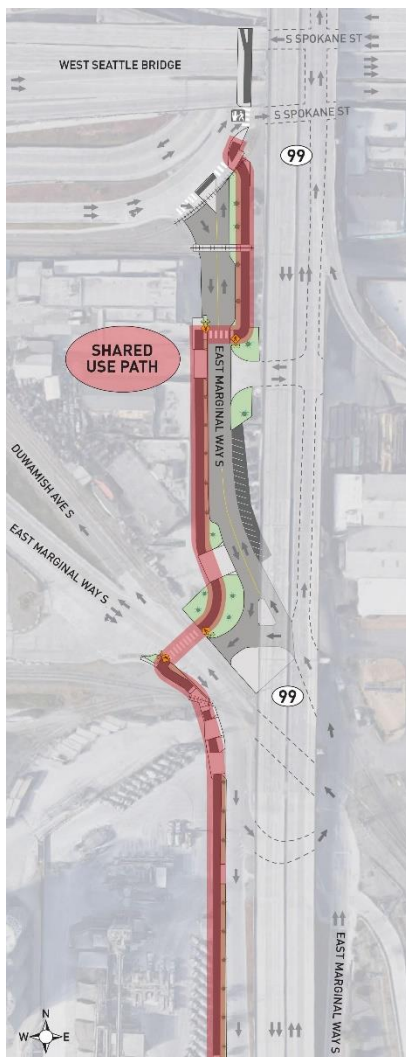 S SPOKANE ST
WEST SEATTLE BRIDGE
S SPOKANE ST
99
SHARED
USE PATH
EAST MARGINAL WAY S
DUWAMISH AVE S
EAST MARGINAL WAY S
99
EAST MARGINAL WAY S
N
W E
S